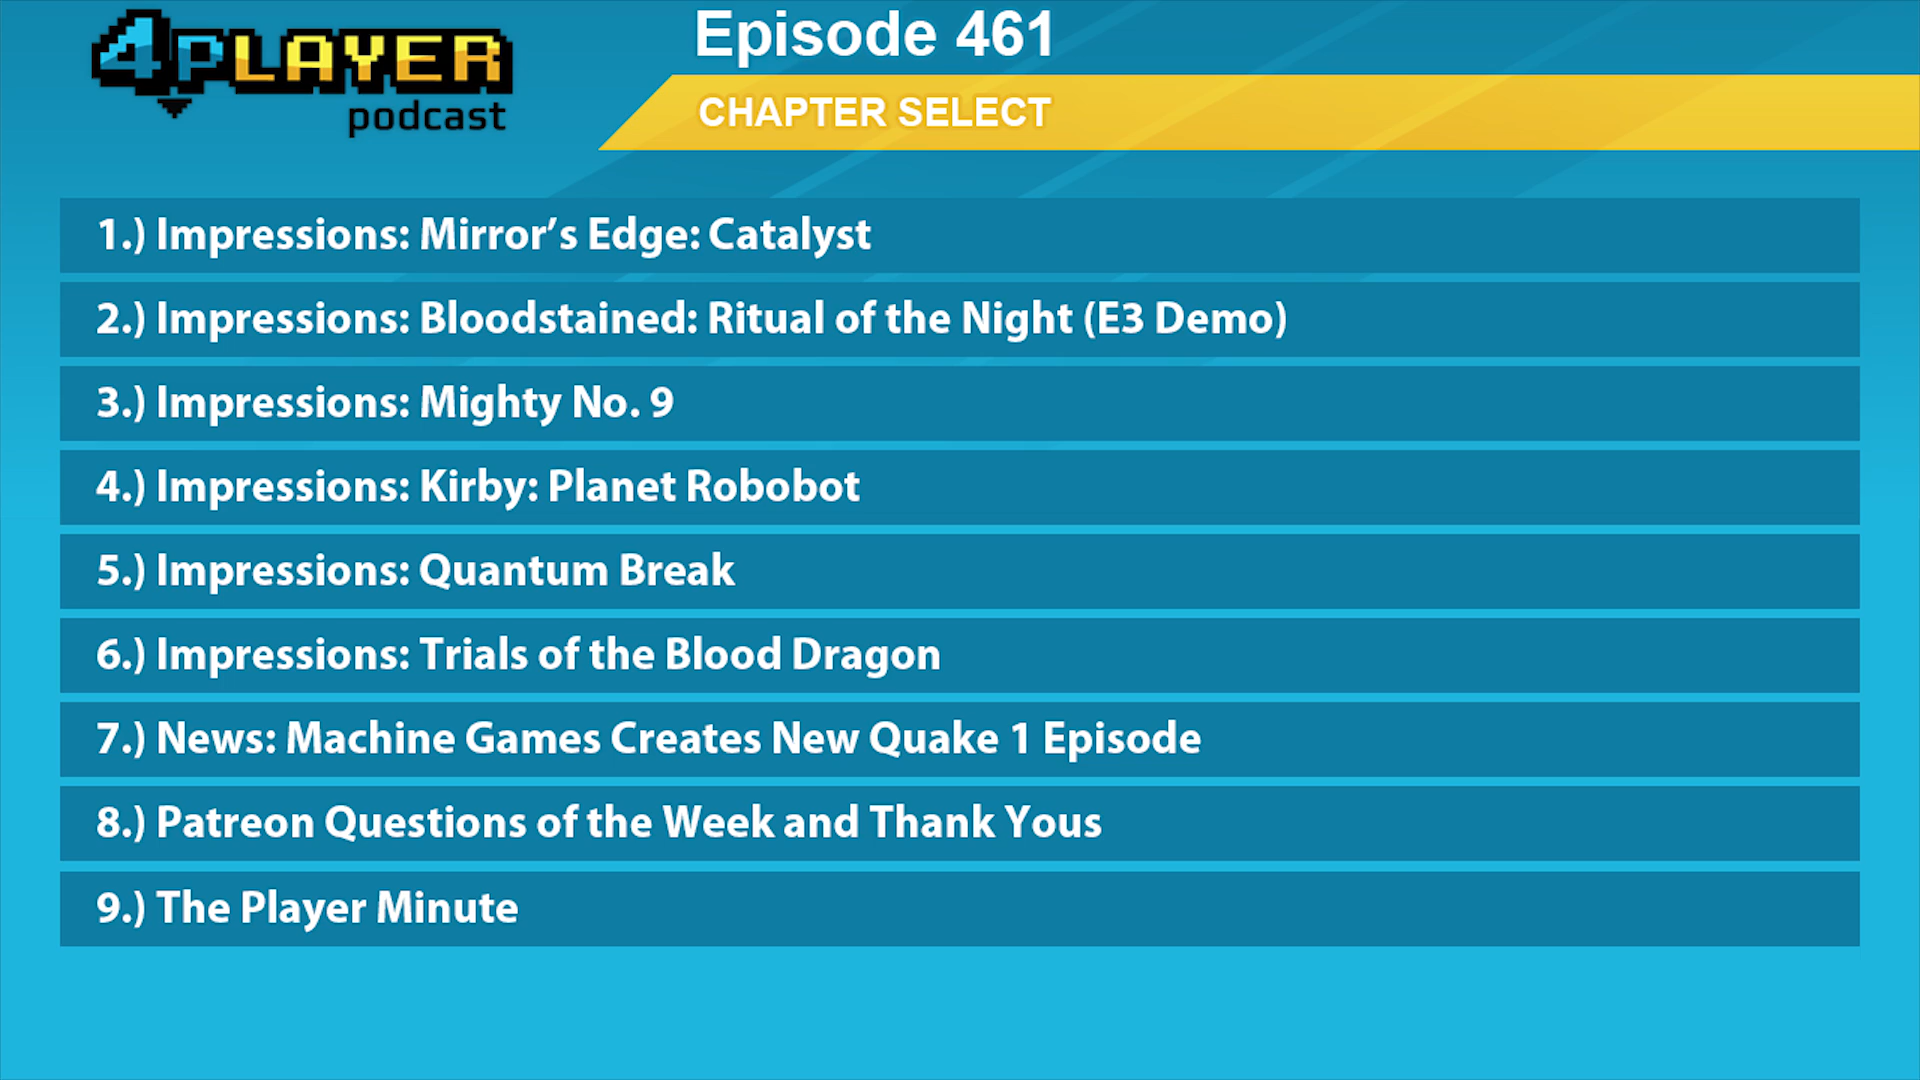 4PLAYER
podcast
Episode 461
CHAPTER SELECT
1.) Impressions: Mirror’s Edge: Catalyst
2.) Impressions: Bloodstained: Ritual of the Night (E3 Demo)
3.) Impressions: Mighty No. 9
4.) Impressions: Kirby: Planet Robobot
5.) Impressions: Quantum Break
6.) Impressions: Trials of the Blood Dragon
7.) News: Machine Games Creates New Quake 1 Episode
8.) Patreon Questions of the Week and Thank Yous
9.) The Player Minute